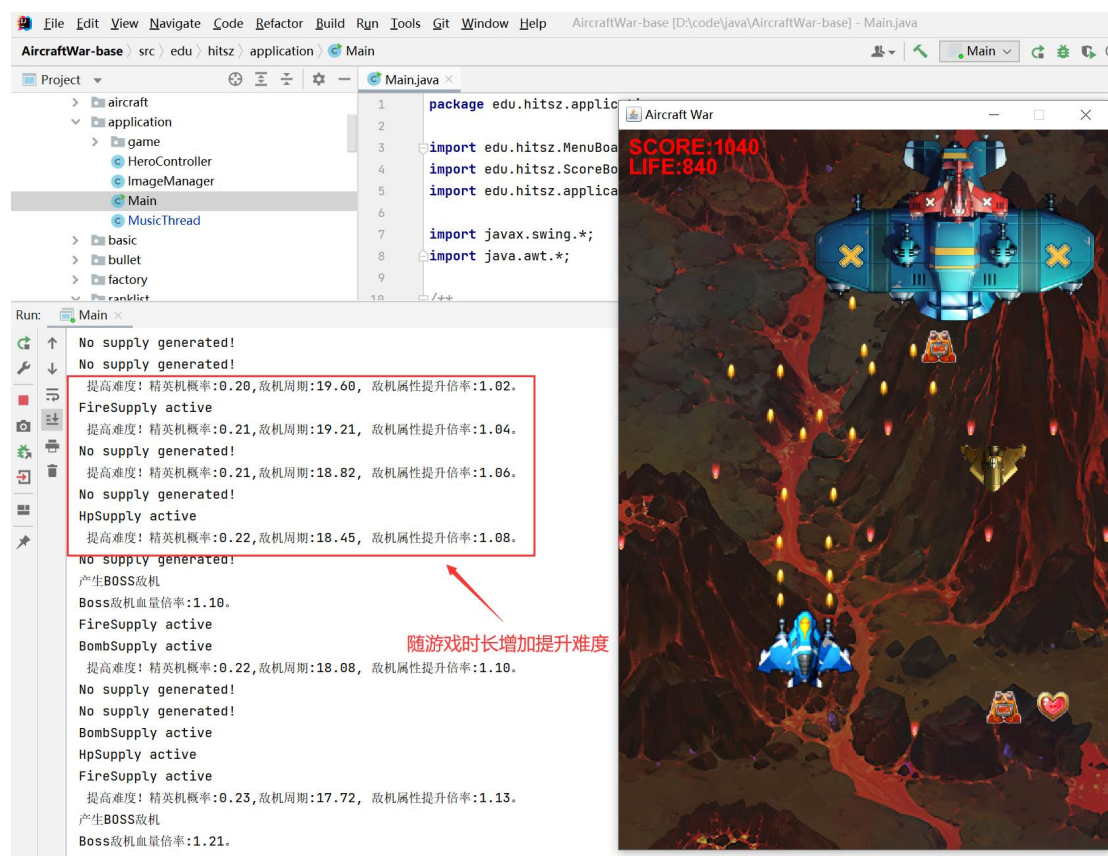 File Edit View Navigate Code Refactor Build Run Tools Git Window Help AircraftWar-base [D:\code\java\AircraftWar-base] - Main.java
AircraftWar-base 〉 src 〉 edu 〉 hitsz 〉 application 〉 Main
Main
Project
Main.java
aircraft
application
game
HeroController
ImageManager
Main
MusicThread
basic
bullet
factory
ranklist
1 package edu.hitsz.applic
2
3 import edu.hitsz.MenuBoa
4 import edu.hitsz.ScoreBo
5 import edu.hitsz.applica
6
7 import javax.swing.*;
8 import java.awt.*;
9
10 /**
Aircraft War
SCORE:1040
LIFE:840
Run: Main
No supply generated!
No supply generated!
提高难度! 精英机概率:0.20,敌机周期:19.60, 敌机属性提升倍率:1.02。
FireSupply active
提高难度! 精英机概率:0.21,敌机周期:19.21, 敌机属性提升倍率:1.04。
No supply generated!
提高难度! 精英机概率:0.21,敌机周期:18.82, 敌机属性提升倍率:1.06。
No supply generated!
HpSupply active
提高难度! 精英机概率:0.22,敌机周期:18.45, 敌机属性提升倍率:1.08。
No supply generated!
产生BOSS敌机
Boss敌机血量倍率:1.10。
FireSupply active
BombSupply active
提高难度! 精英机概率:0.22,敌机周期:18.08, 敌机属性提升倍率:1.10。
No supply generated!
No supply generated!
BombSupply active
HpSupply active
FireSupply active
提高难度! 精英机概率:0.23,敌机周期:17.72, 敌机属性提升倍率:1.13。
产生BOSS敌机
Boss敌机血量倍率:1.21。
随游戏时长增加提升难度